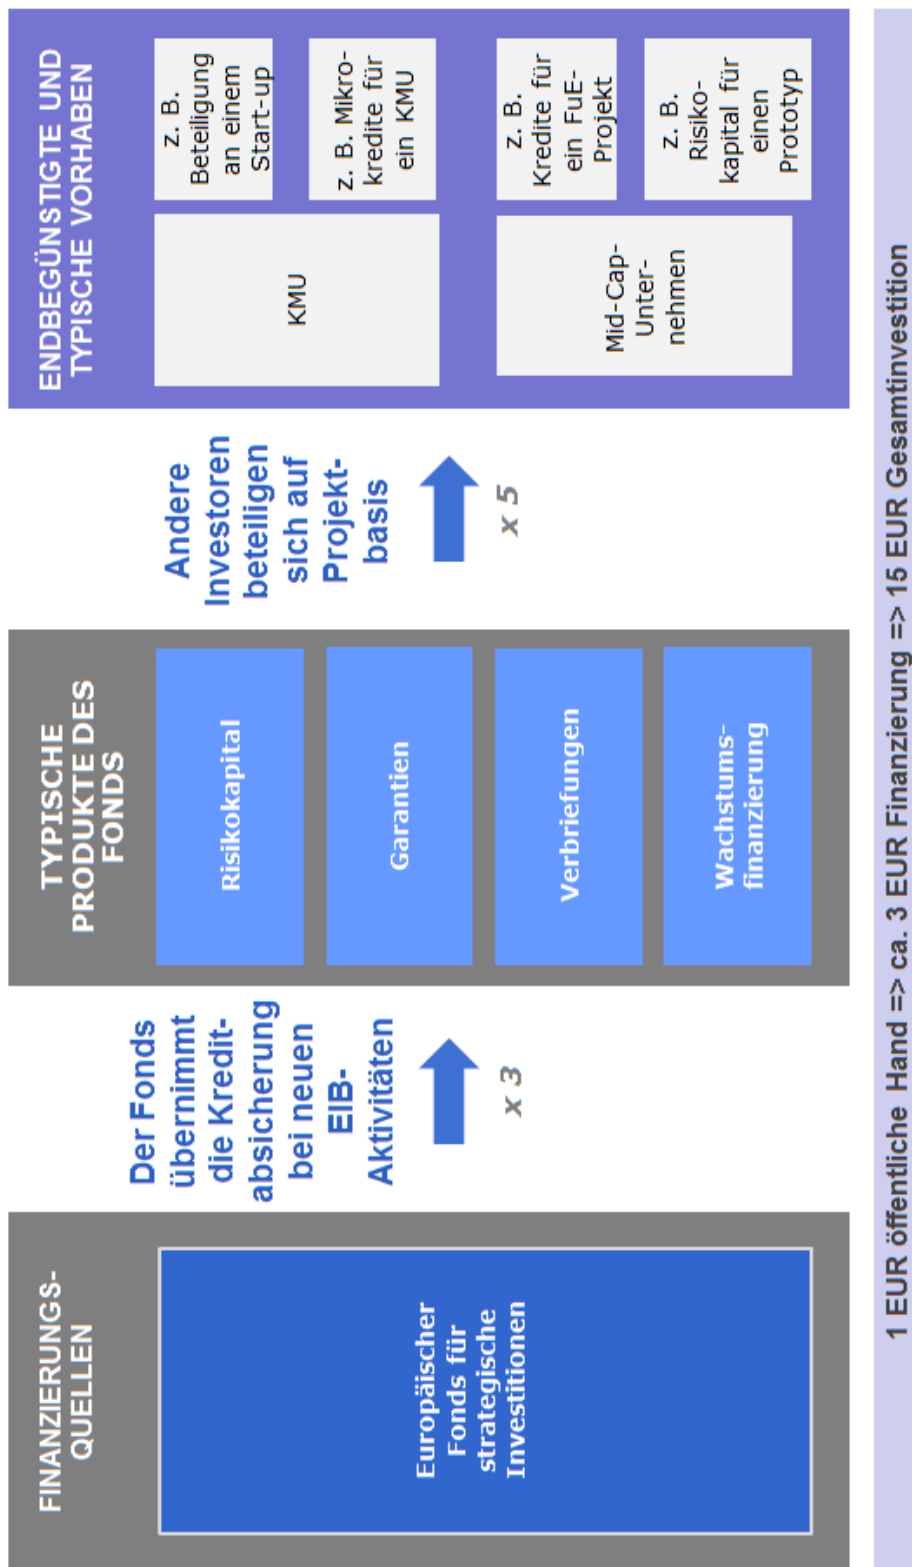 FINANZIERUNGS-
QUELLEN
Europäischer
Fonds für
strategische
Investitionen
Der Fonds
übernimmt
die Kredit-
absicherung
bei neuen
EIB-
Aktivitäten
x 3
TYPISCHE
PRODUKTE DES
FONDS
Risikokapital
Garantien
Verbriefungen
Wachstums-
finanzierung
Andere
Investoren
beteiligen
sich auf
Projekt-
basis
x 5
ENDBEGÜNSTIGTE UND
TYPISCHE VORHABEN
KMU
z. B.
Beteiligung
an einem
Start-up
z. B. Mikro-
kredite für
ein KMU
Mid-Cap-
Unter-
nehmen
z. B.
Kredite für
ein FuE-
Projekt
z. B.
Risiko-
kapital für
einen
Prototyp
1 EUR öffentliche Hand => ca. 3 EUR Finanzierung => 15 EUR Gesamtinvestition